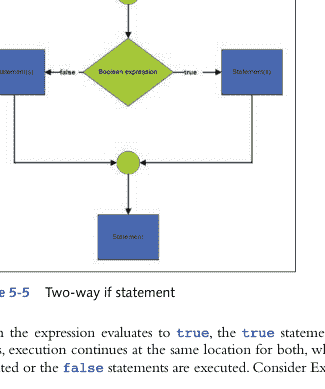 false
Boolean expression
true
Statement(s)
tatement(s)
Statement
e 5-5 Two-way if statement
n the expression evaluates to true, the true stateme
s, execution continues at the same location for both, wh
ted or the false statements are executed. Consider Ex